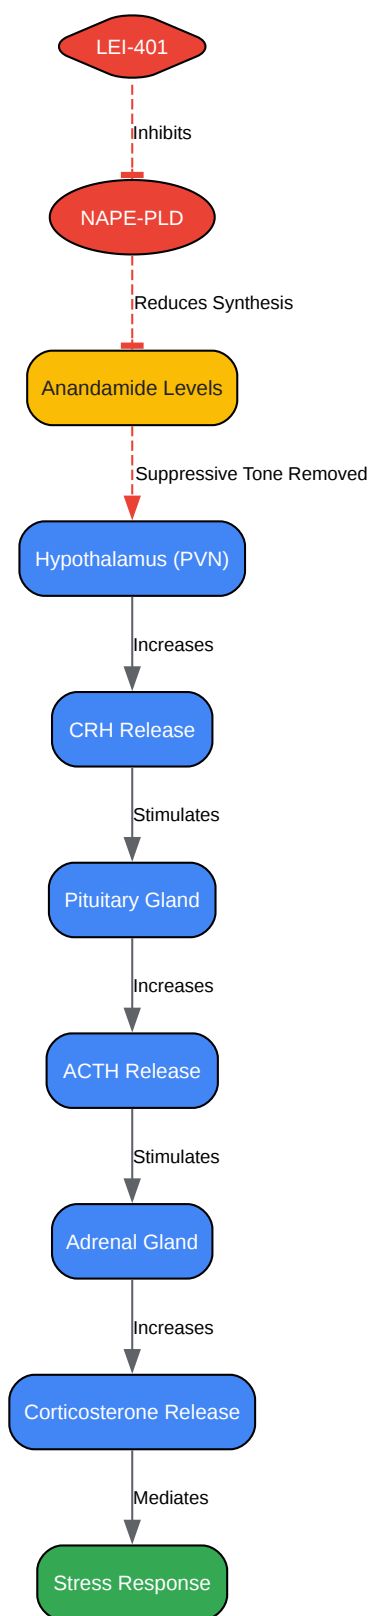 LEI-401
Inhibits
NAPE-PLD
Reduces Synthesis
Anandamide Levels
Suppressive Tone Removed
Hypothalamus (PVN)
Increases
CRH Release
Stimulates
Pituitary Gland
Increases
ACTH Release
Stimulates
Adrenal Gland
Increases
Corticosterone Release
Mediates
Stress Response